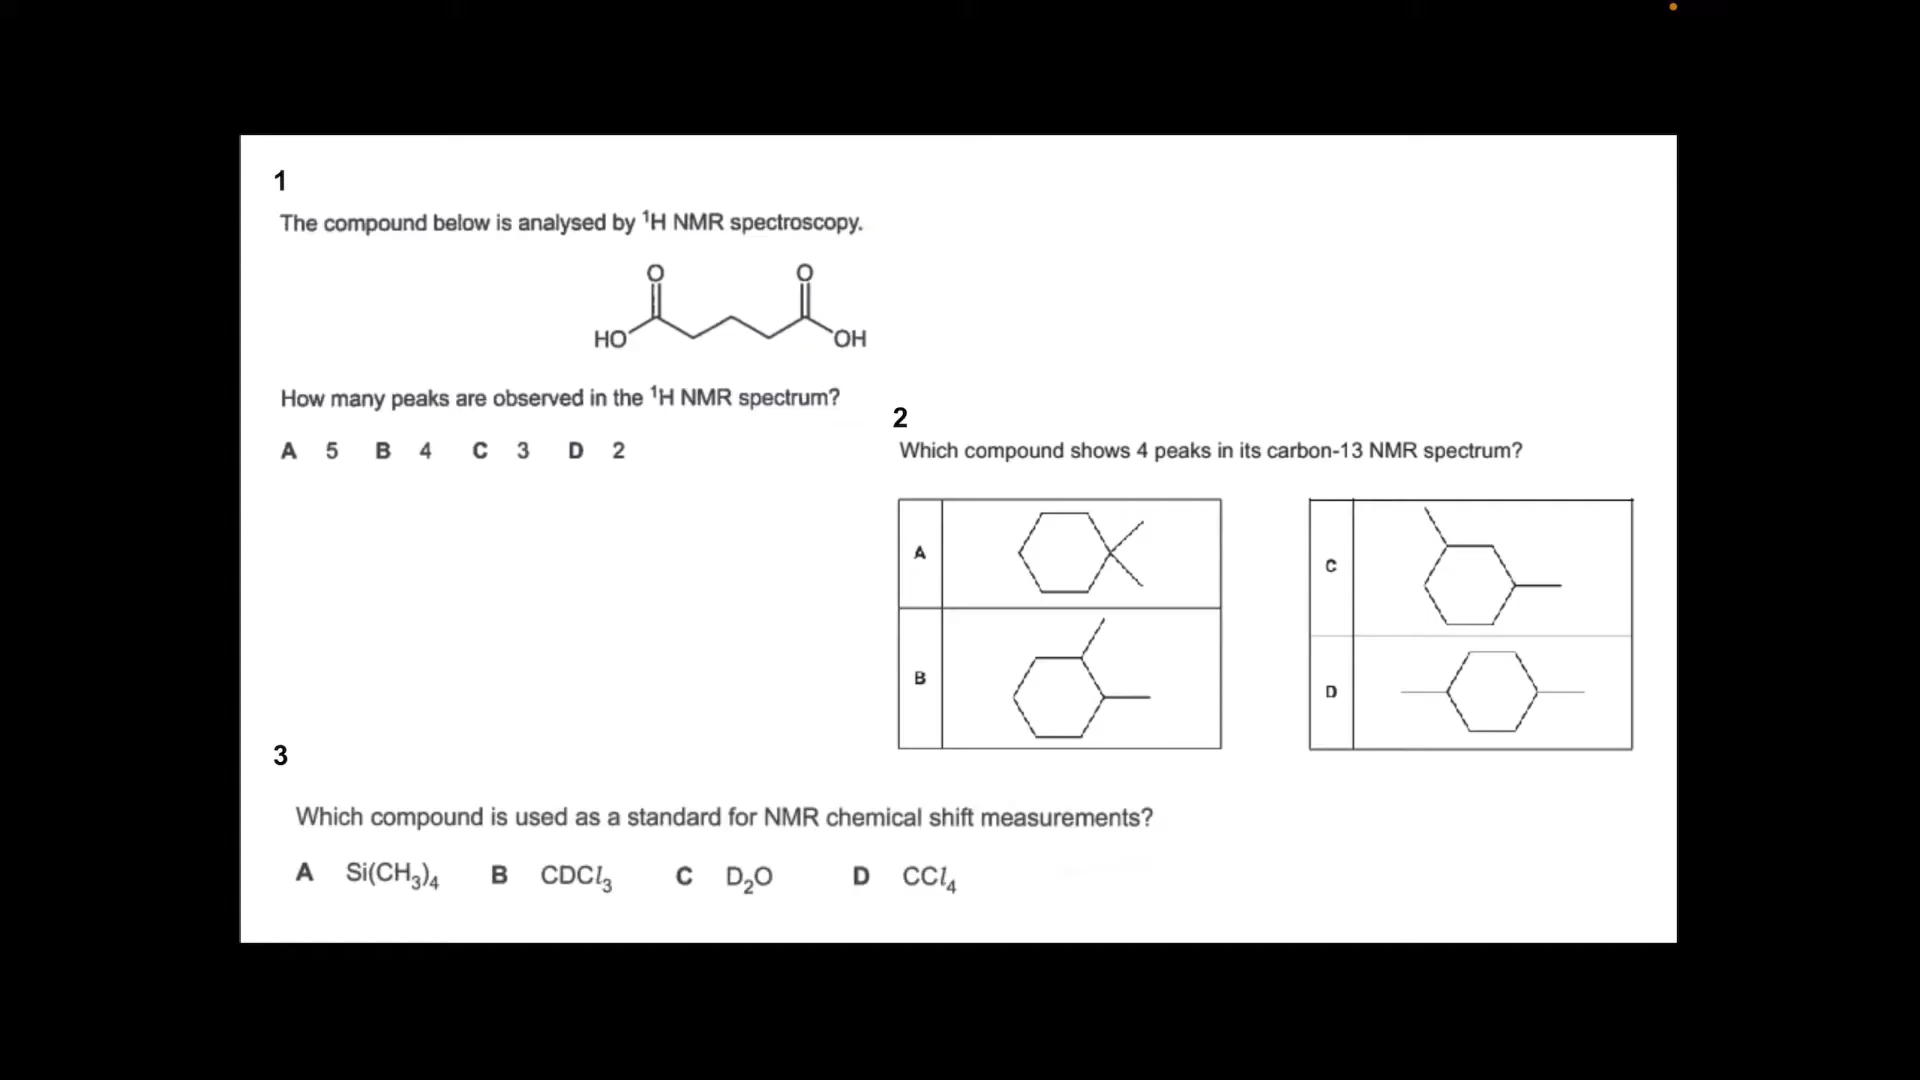 1
The compound below is analysed by ¹H NMR spectroscopy.
O O
HO OH
How many peaks are observed in the ¹H NMR spectrum?
A 5 B 4 C 3 D 2
2
Which compound shows 4 peaks in its carbon-13 NMR spectrum?
A
B
C
D
3
Which compound is used as a standard for NMR chemical shift measurements?
A Si(CH₃)₄ B CDCl₃ C D₂O D CCl₄